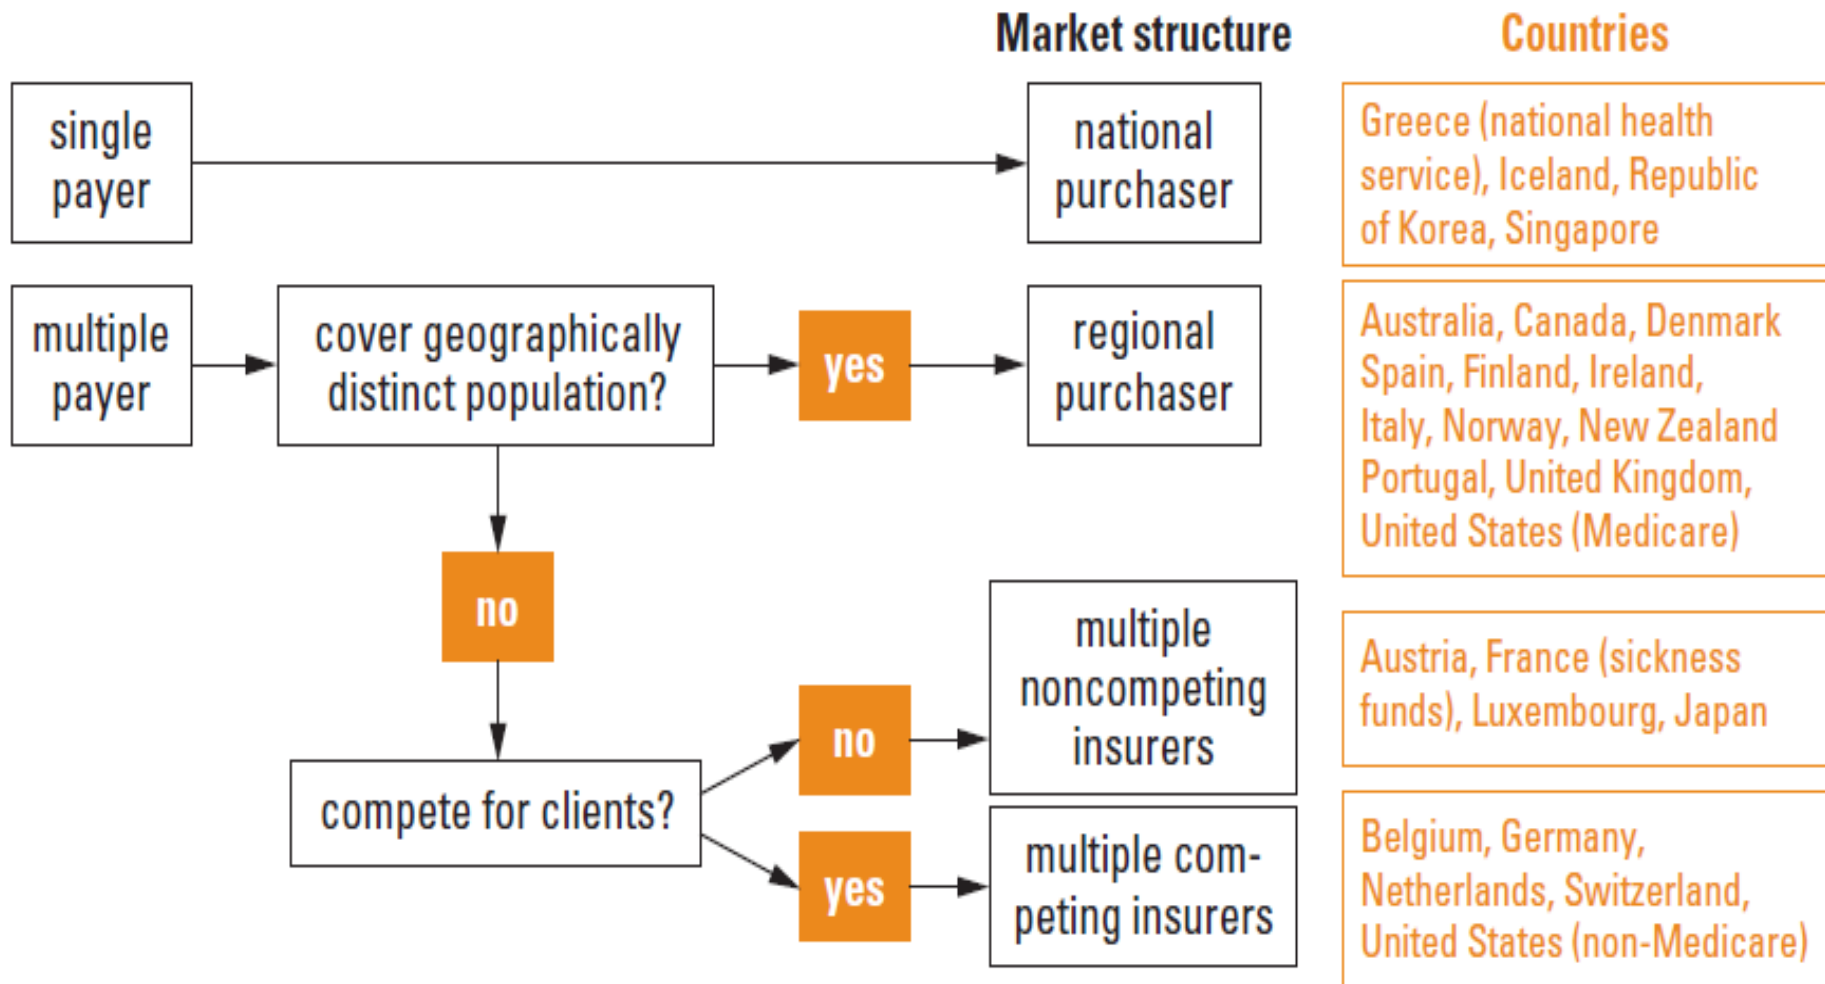 Market structure
Countries
single
payer
national
purchaser
Greece (national health
service), Iceland, Republic
of Korea, Singapore
multiple
payer
cover geographically
distinct population?
yes
regional
purchaser
Australia, Canada, Denmark
Spain, Finland, Ireland,
Italy, Norway, New Zealand
Portugal, United Kingdom,
United States (Medicare)
no
compete for clients?
no
multiple
noncompeting
insurers
Austria, France (sickness
funds), Luxembourg, Japan
yes
multiple com-
peting insurers
Belgium, Germany,
Netherlands, Switzerland,
United States (non-Medicare)